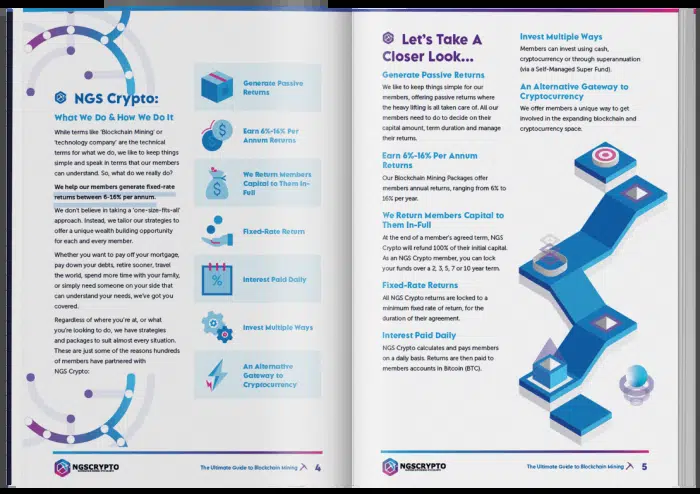 NGS Crypto:
What We Do & How We Do It
While terms like 'Blockchain Mining' or
'technology company' are the technical
terms for what we do, we like to keep things
simple and speak in terms that our members
can understand. So, what do we really do?
We help our members generate fixed-rate
returns between 6-16% per annum.
We don't believe in taking a 'one-size-fits-all'
approach. Instead, we tailor our strategies to
offer a unique wealth building opportunity
for each and every member.
Whether you want to pay off your mortgage,
pay down your debts, retire sooner, travel
the world, spend more time with your family,
or simply need someone on your side that
can understand your needs, we've got you
covered.
Regardless of where you're at, or what
you're looking to do, we have strategies
and packages to suit almost every situation.
These are just some of the reasons hundreds
of members have partnered with
NGS Crypto:
Generate Passive
Returns
Earn 6%-16% Per
Annum Returns
We Return Members
Capital to Them In-
Full
Fixed-Rate Return
Interest Paid Daily
Invest Multiple Ways
An Alternative
Gateway to
Cryptocurrency
NGSCRYPTO
The Ultimate Guide to Blockchain Mining 4
Let's Take A
Closer Look...
Generate Passive Returns
We like to keep things simple for our
members, offering passive returns where
the heavy lifting is all taken care of. All our
members need to do to decide on their
capital amount, term duration and manage
their returns.
Earn 6%-16% Per Annum
Returns
Our Blockchain Mining Packages offer
members annual returns, ranging from 6% to
16% per year.
We Return Members Capital to
Them In-Full
At the end of a member's agreed term, NGS
Crypto will refund 100% of their initial capital.
As an NGS Crypto member, you can lock
your funds over a 2, 3, 5, 7 or 10 year term.
Fixed-Rate Returns
All NGS Crypto returns are locked to a
minimum fixed rate of return, for the
duration of their agreement.
Interest Paid Daily
NGS Crypto calculates and pays members
on a daily basis. Returns are then paid to
members accounts in Bitcoin (BTC).
Invest Multiple Ways
Members can invest using cash,
cryptocurrency or through superannuation
(via a Self-Managed Super Fund).
An Alternative Gateway to
Cryptocurrency
We offer members a unique way to get
involved in the expanding blockchain and
cryptocurrency space.
NGSCRYPTO
The Ultimate Guide to Blockchain Mining 5